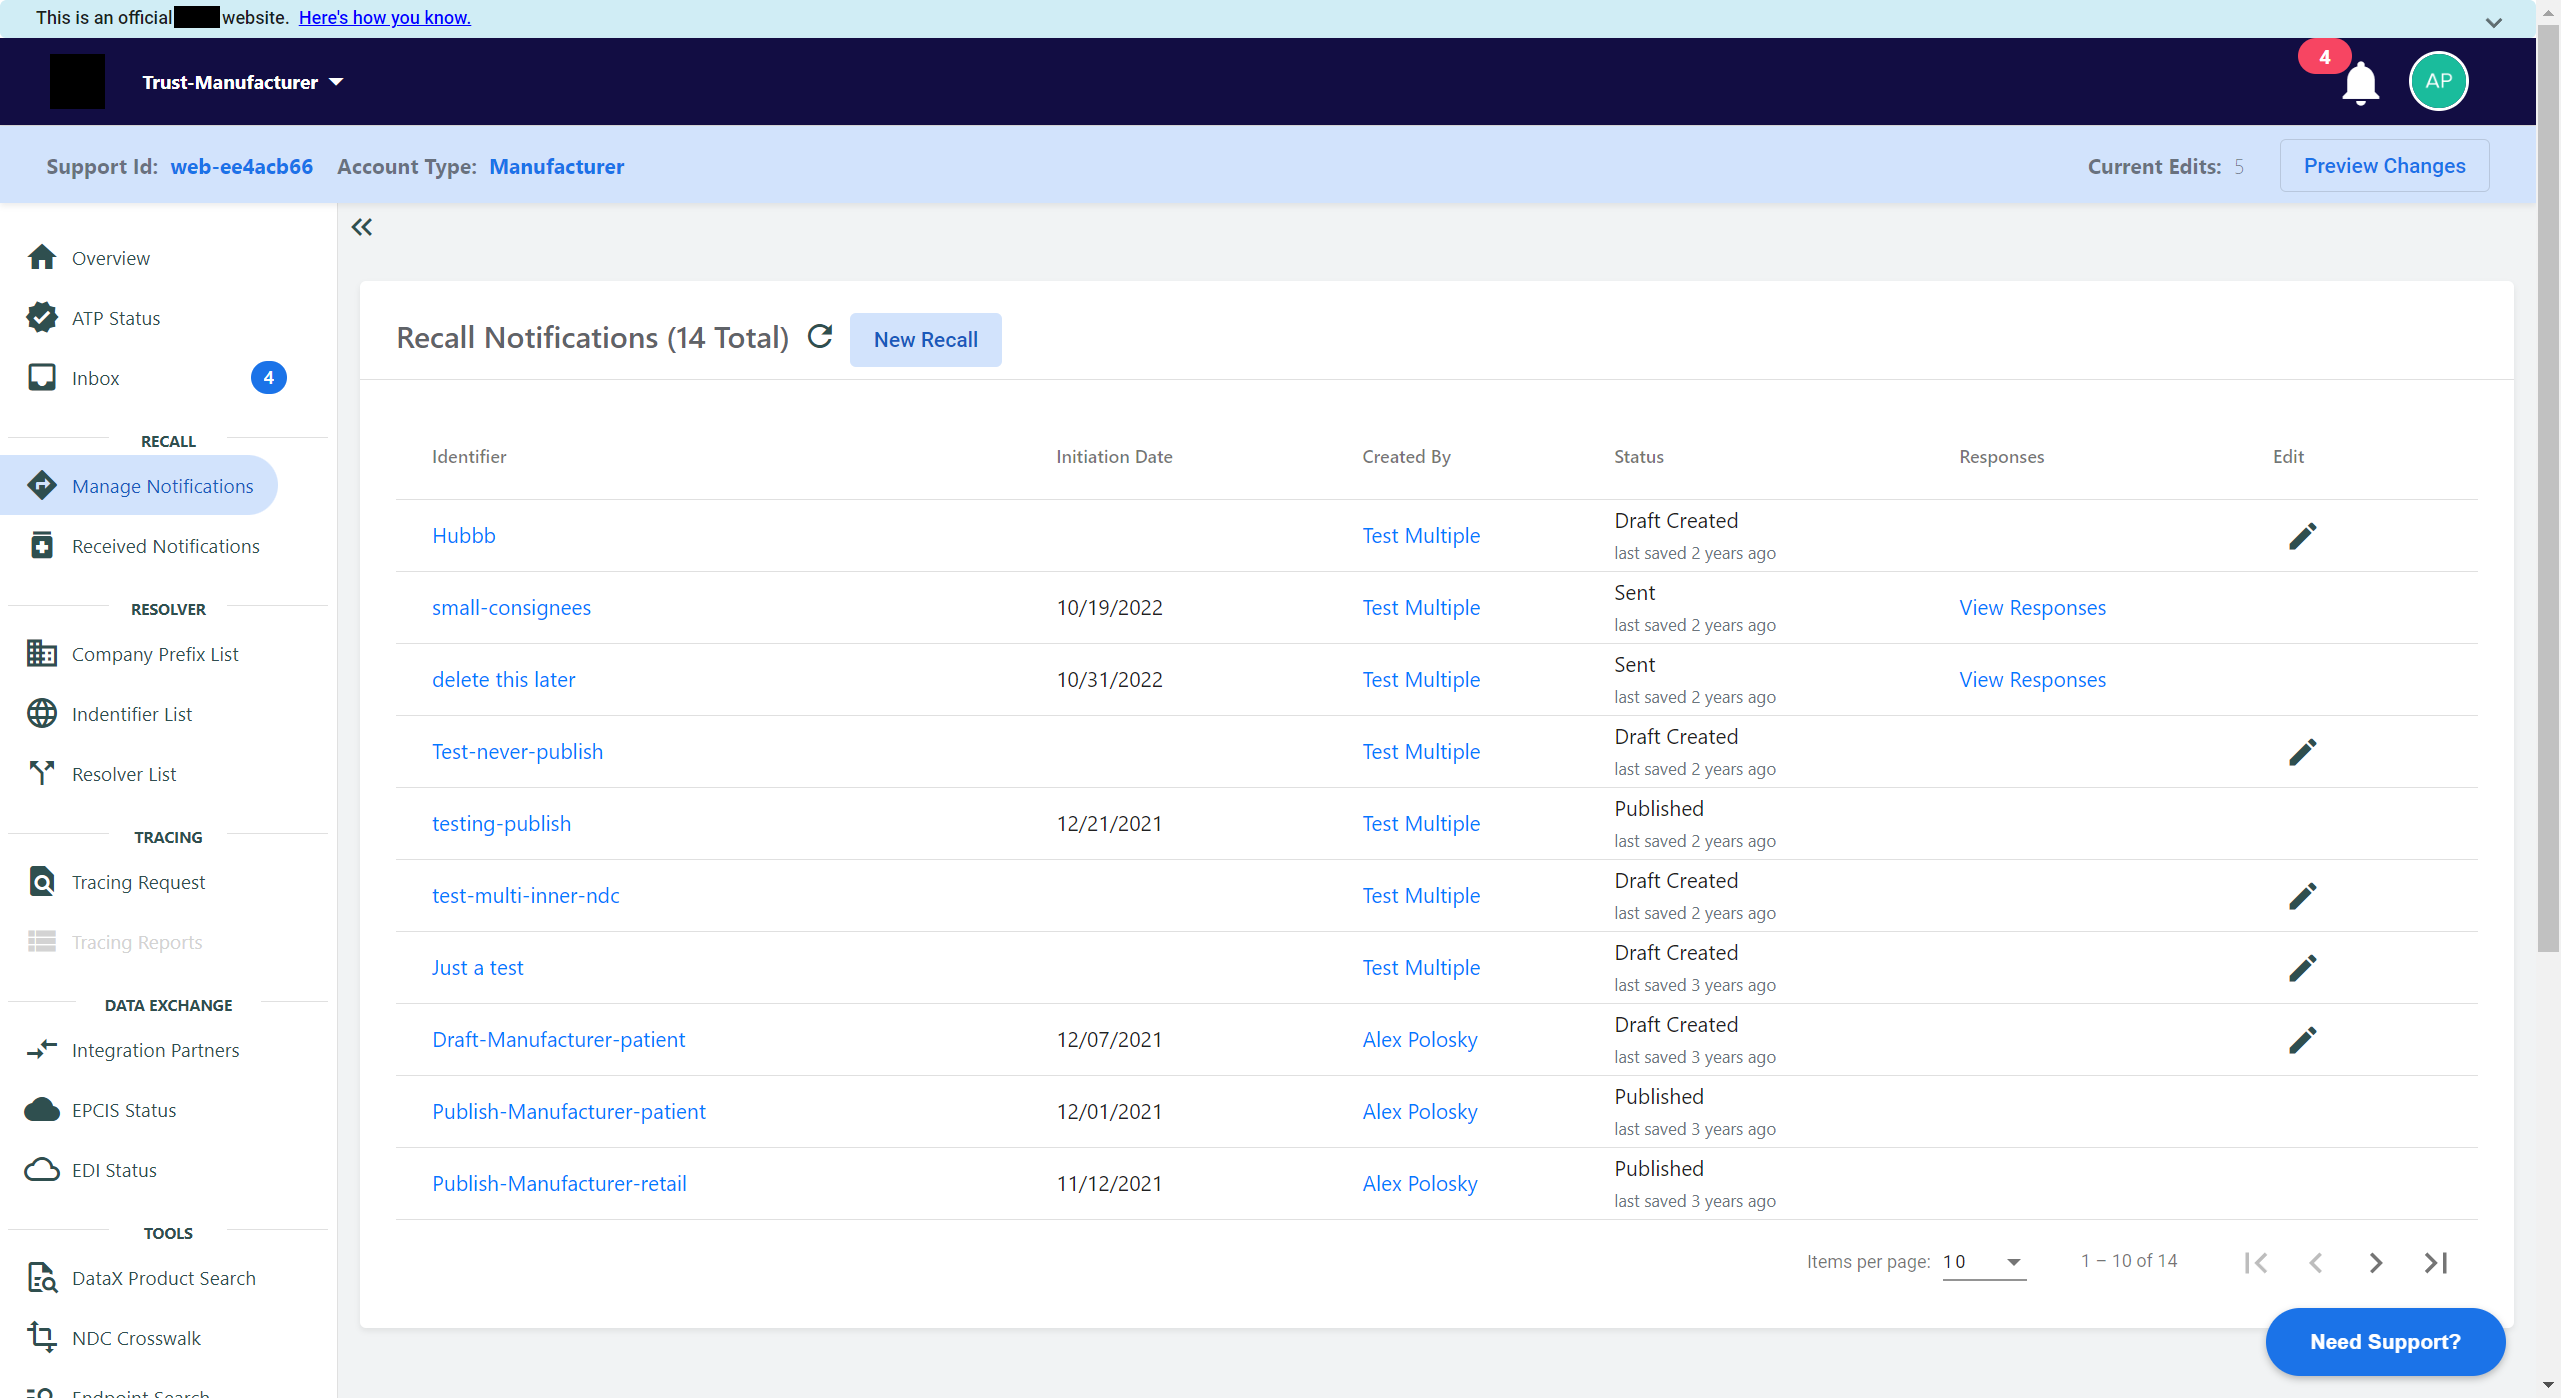 This is an official website. Here's how you know.
Trust-Manufacturer
4
AP
Support Id: web-ee4acb66 Account Type: Manufacturer
Current Edits: 5 Preview Changes
Overview
ATP Status
Inbox 4
RECALL
Manage Notifications
Received Notifications
RESOLVER
Company Prefix List
Indentifier List
Resolver List
TRACING
Tracing Request
Tracing Reports
DATA EXCHANGE
Integration Partners
EPCIS Status
EDI Status
TOOLS
DataX Product Search
NDC Crosswalk
Endpoint Search
Recall Notifications (14 Total) New Recall
Identifier Initiation Date Created By Status Responses Edit
Hubbb Test Multiple Draft Created
last saved 2 years ago
small-consignees 10/19/2022 Test Multiple Sent View Responses
last saved 2 years ago
delete this later 10/31/2022 Test Multiple Sent View Responses
last saved 2 years ago
Test-never-publish Test Multiple Draft Created
last saved 2 years ago
testing-publish 12/21/2021 Test Multiple Published
last saved 2 years ago
test-multi-inner-ndc Test Multiple Draft Created
last saved 2 years ago
Just a test Test Multiple Draft Created
last saved 3 years ago
Draft-Manufacturer-patient 12/07/2021 Alex Polosky Draft Created
last saved 3 years ago
Publish-Manufacturer-patient 12/01/2021 Alex Polosky Published
last saved 3 years ago
Publish-Manufacturer-retail 11/12/2021 Alex Polosky Published
last saved 3 years ago
Items per page: 10 1 – 10 of 14
Need Support?